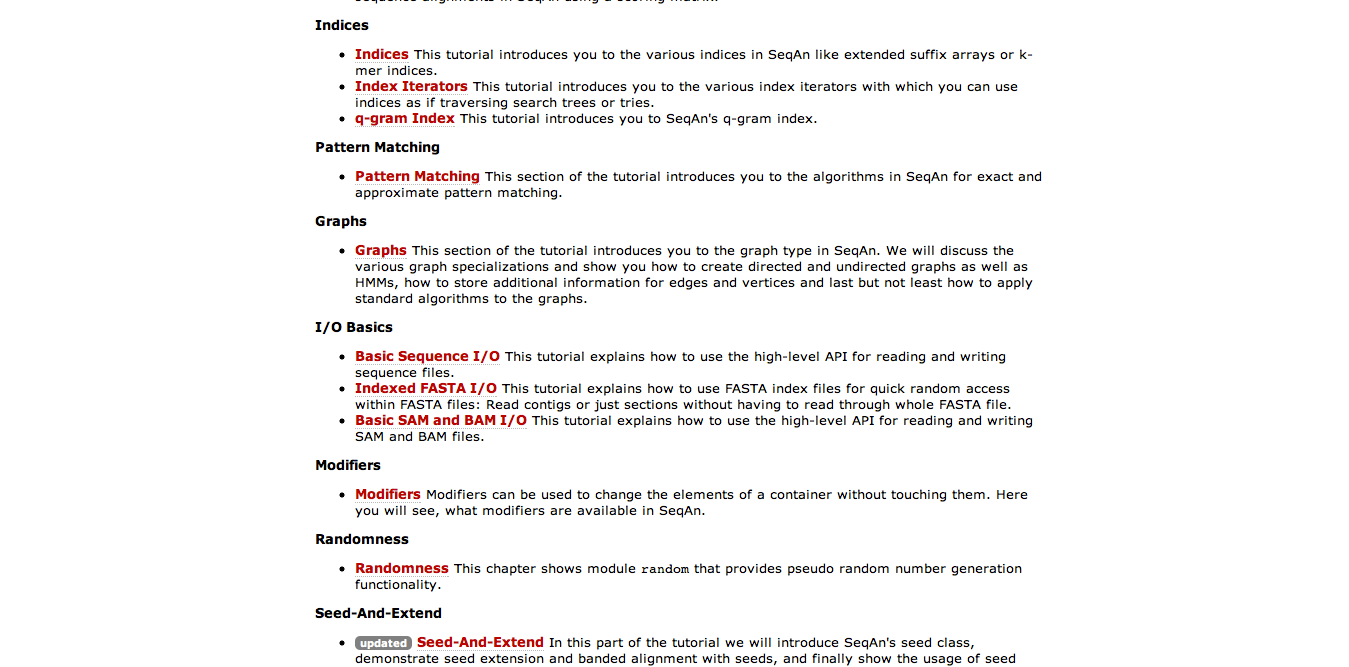 sequence alignments in SeqAn using a scoring matrix.
Indices
Indices This tutorial introduces you to the various indices in SeqAn like extended suffix arrays or k-
mer indices.
Index Iterators This tutorial introduces you to the various index iterators with which you can use
indices as if traversing search trees or tries.
q-gram Index This tutorial introduces you to SeqAn's q-gram index.
Pattern Matching
Pattern Matching This section of the tutorial introduces you to the algorithms in SeqAn for exact and
approximate pattern matching.
Graphs
Graphs This section of the tutorial introduces you to the graph type in SeqAn. We will discuss the
various graph specializations and show you how to create directed and undirected graphs as well as
HMMs, how to store additional information for edges and vertices and last but not least how to apply
standard algorithms to the graphs.
I/O Basics
Basic Sequence I/O This tutorial explains how to use the high-level API for reading and writing
sequence files.
Indexed FASTA I/O This tutorial explains how to use FASTA index files for quick random access
within FASTA files: Read contigs or just sections without having to read through whole FASTA file.
Basic SAM and BAM I/O This tutorial explains how to use the high-level API for reading and writing
SAM and BAM files.
Modifiers
Modifiers Modifiers can be used to change the elements of a container without touching them. Here
you will see, what modifiers are available in SeqAn.
Randomness
Randomness This chapter shows module random that provides pseudo random number generation
functionality.
Seed-And-Extend
updated Seed-And-Extend In this part of the tutorial we will introduce SeqAn's seed class,
demonstrate seed extension and banded alignment with seeds, and finally show the usage of seed